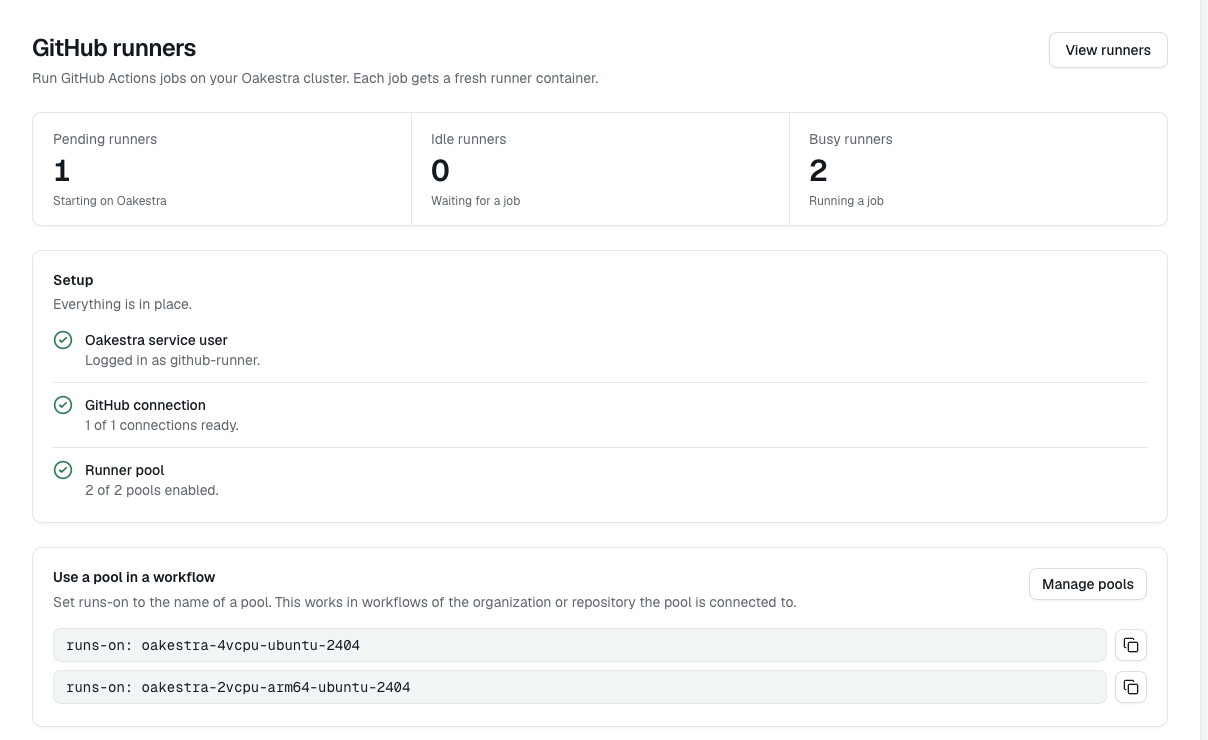 GitHub runners
View runners
Run GitHub Actions jobs on your Oakestra cluster. Each job gets a fresh runner container.
Pending runners
1
Starting on Oakestra
Idle runners
0
Waiting for a job
Busy runners
2
Running a job
Setup
Everything is in place.
Oakestra service user
Logged in as github-runner.
GitHub connection
1 of 1 connections ready.
Runner pool
2 of 2 pools enabled.
Use a pool in a workflow
Manage pools
Set runs-on to the name of a pool. This works in workflows of the organization or repository the pool is connected to.
runs-on: oakestra-4vcpu-ubuntu-2404
runs-on: oakestra-2vcpu-arm64-ubuntu-2404